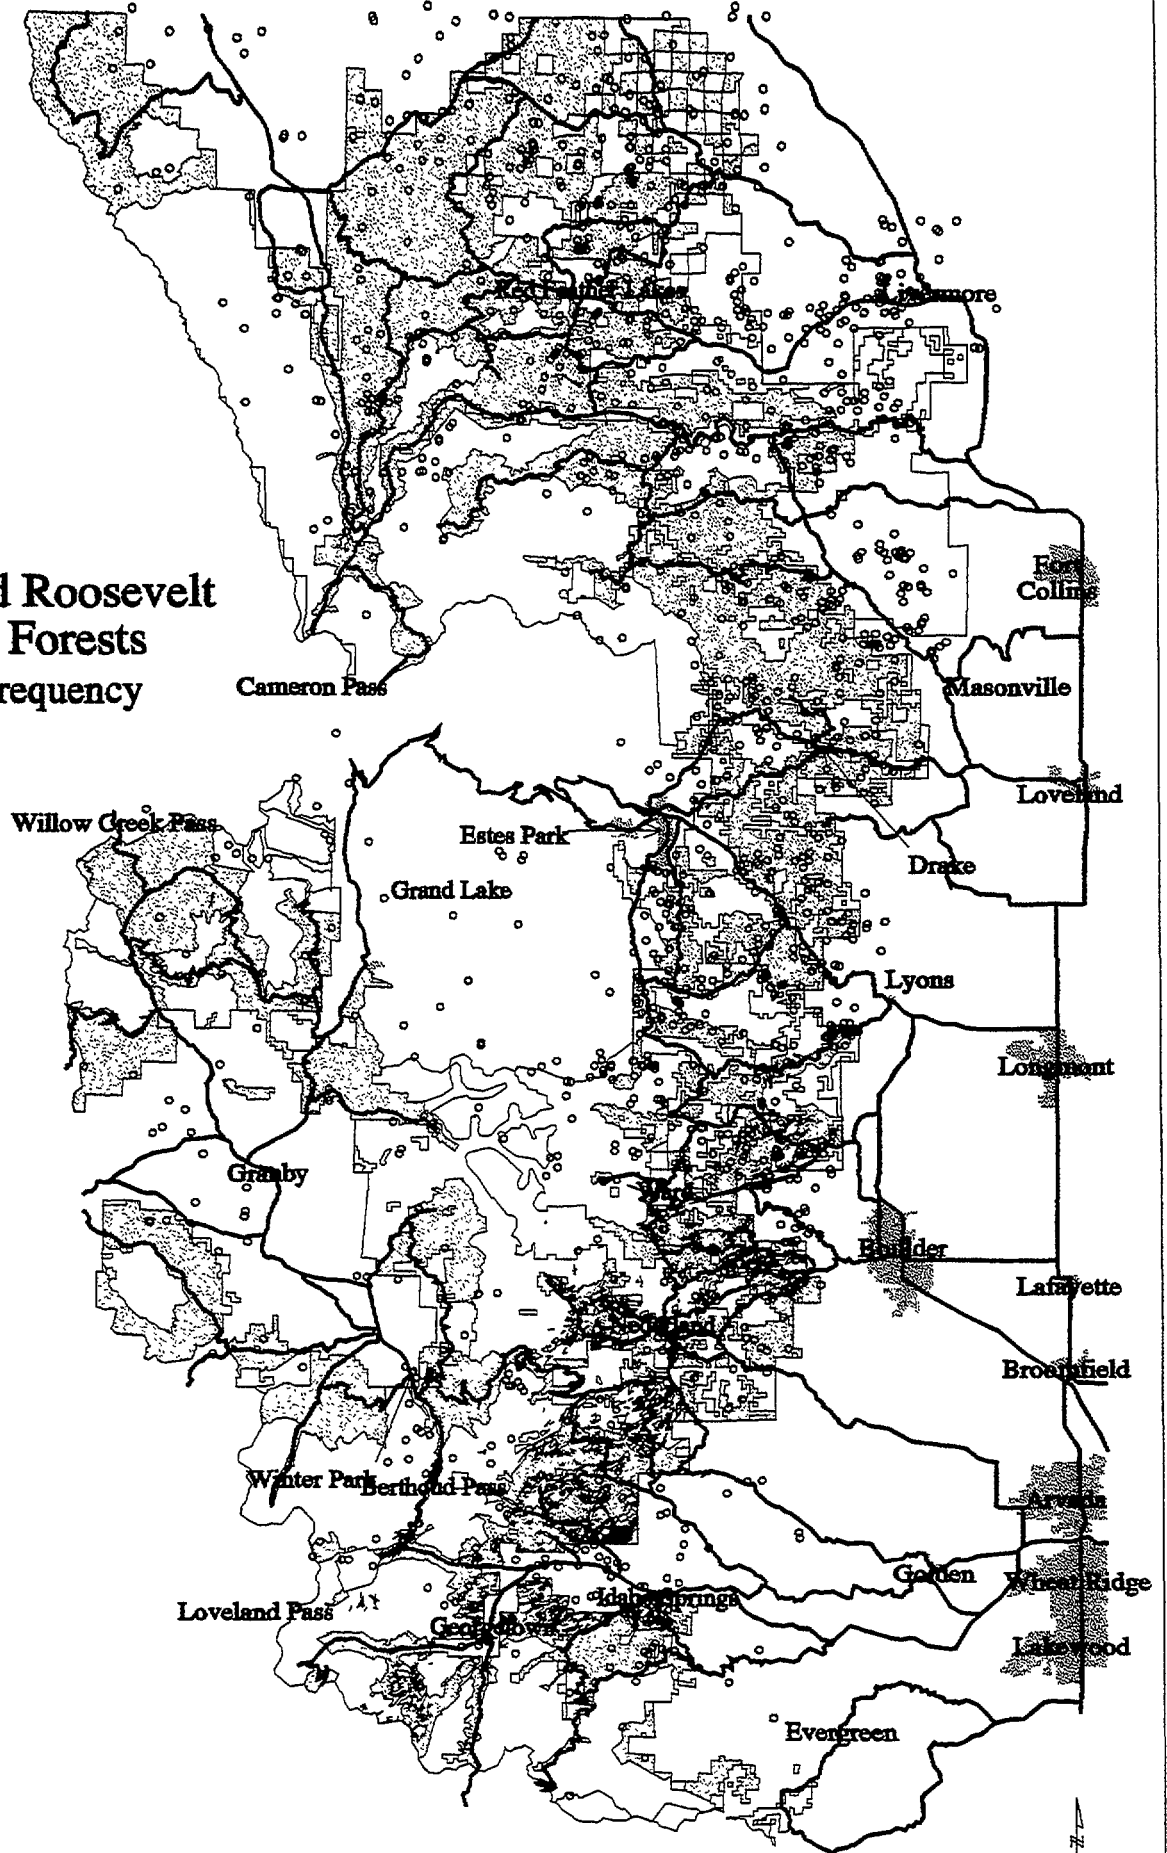 Red Feather Lakes
Livermore
d Roosevelt
Forests
requency
Fort
Collins
Cameron Pass
Masonville
Loveland
Willow Creek Pass
Estes Park
Drake
Grand Lake
Lyons
Longmont
Granby
Ward
Boulder
Lafayette
Nederland
Broomfield
Winter Park
Berthoud Pass
Arvada
Golden
Wheat Ridge
Idaho Springs
Loveland Pass
Georgetown
Lakewood
Evergreen
N